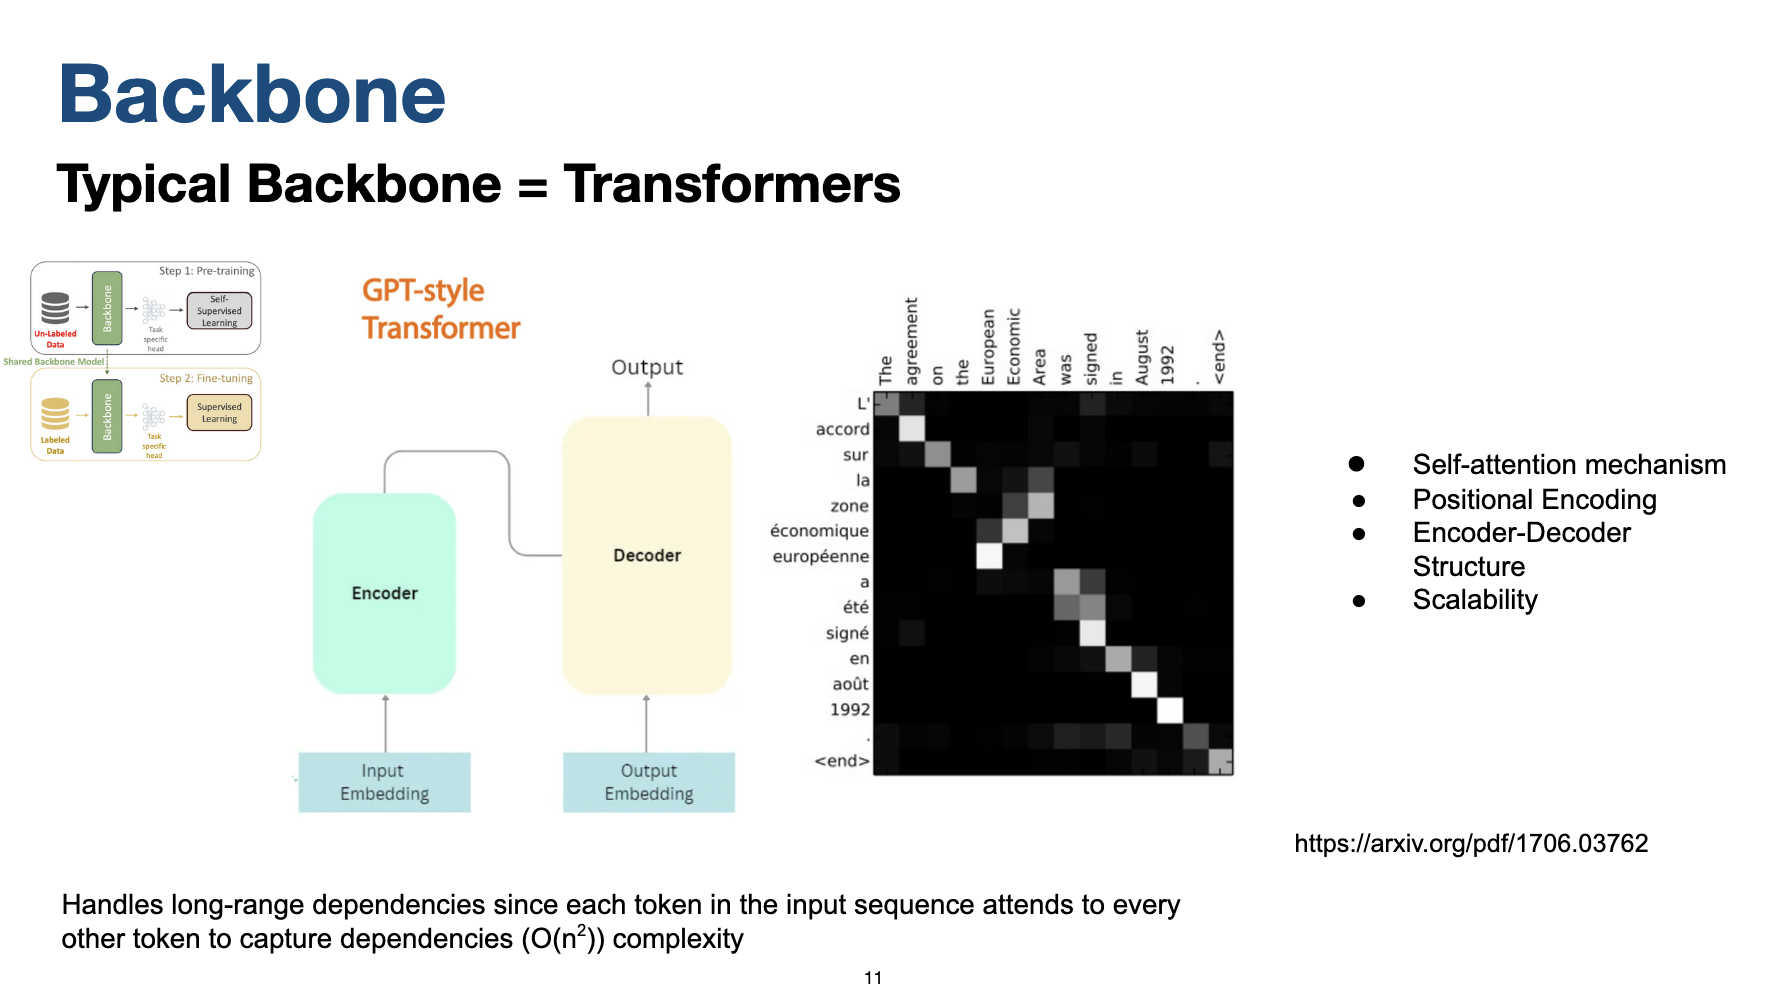 Backbone
Typical Backbone = Transformers
Step 1: Pre-training
Un-Labeled
Data
Backbone
Task
specific
head
Self-
Supervised
Learning
Shared Backbone Model
Step 2: Fine-tuning
Labeled
Data
Backbone
Task
specific
head
Supervised
Learning
GPT-style
Transformer
Output
Encoder
Decoder
Input
Embedding
Output
Embedding
The
agreement
on
the
European
Economic
Area
was
signed
in
August
1992
.
<end>
L'
accord
sur
la
zone
économique
européenne
a
été
signé
en
août
1992
.
<end>
● Self-attention mechanism
● Positional Encoding
● Encoder-Decoder
Structure
● Scalability
https://arxiv.org/pdf/1706.03762
Handles long-range dependencies since each token in the input sequence attends to every
other token to capture dependencies (O(n²)) complexity
11